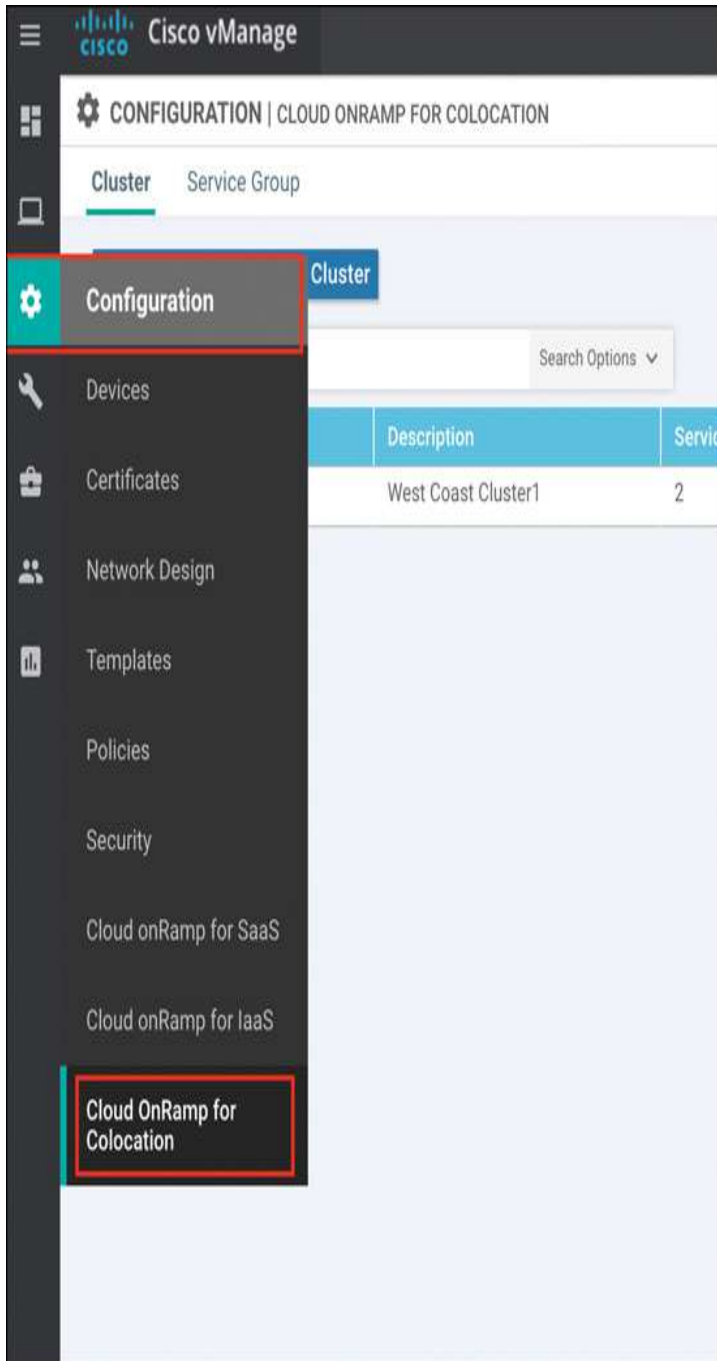 CISCO Cisco vManage
CONFIGURATION | CLOUD ONRAMP FOR COLOCATION
Cluster Service Group
Cluster
Configuration
Search Options
Devices
Description
Certificates
West Coast Cluster1 2
Network Design
Templates
Policies
Security
Cloud onRamp for SaaS
Cloud onRamp for IaaS
Cloud OnRamp for
Colocation